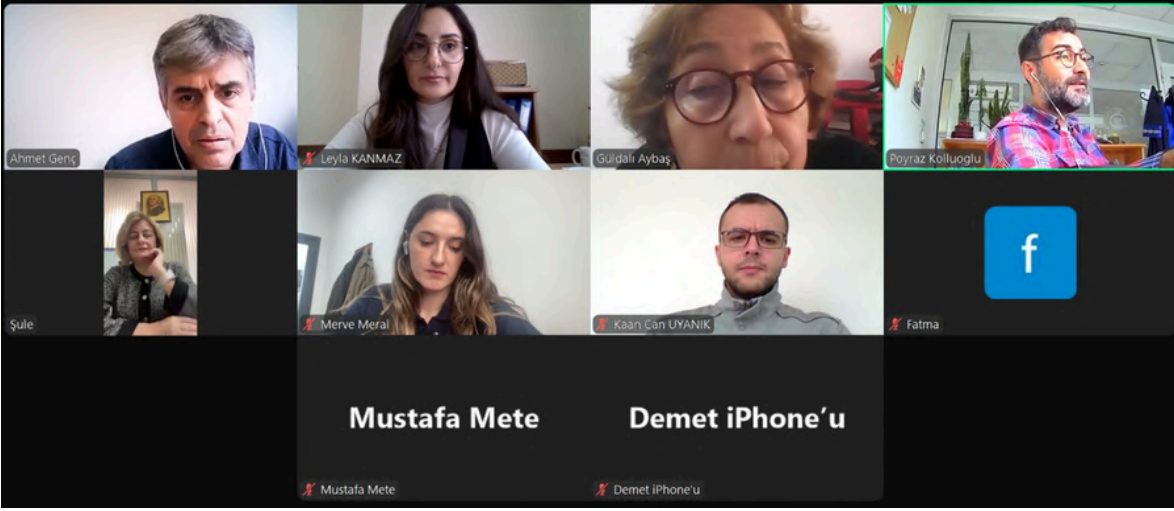 Ahmet Genç
Leyla KANMAZ
Güldalı Aybaş
Poyraz Kolluoglu
Şule
Merve Meral
Kaan Can UYANIK
f
Fatma
Mustafa Mete
Demet iPhone'u
Mustafa Mete
Demet iPhone'u